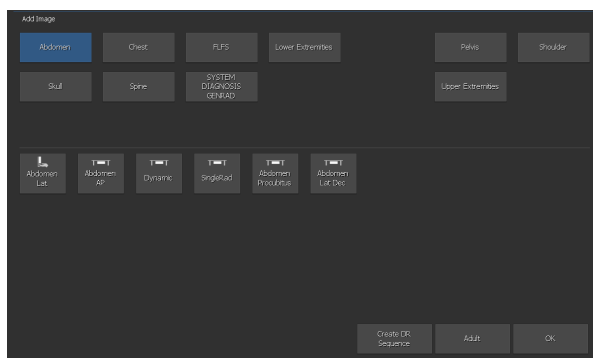 Add Image
Abdomen
Chest
FLFS
Lower Extremities
Pelvis
Shoulder
Skull
Spine
SYSTEM
DIAGNOSIS
GENRAD
Upper Extremities
Abdomen
Lat
Abdomen
AP
Dynamic
SingleRad
Abdomen
Procubitus
Abdomen
Lat Dec
Create DR
Sequence
Adult
OK